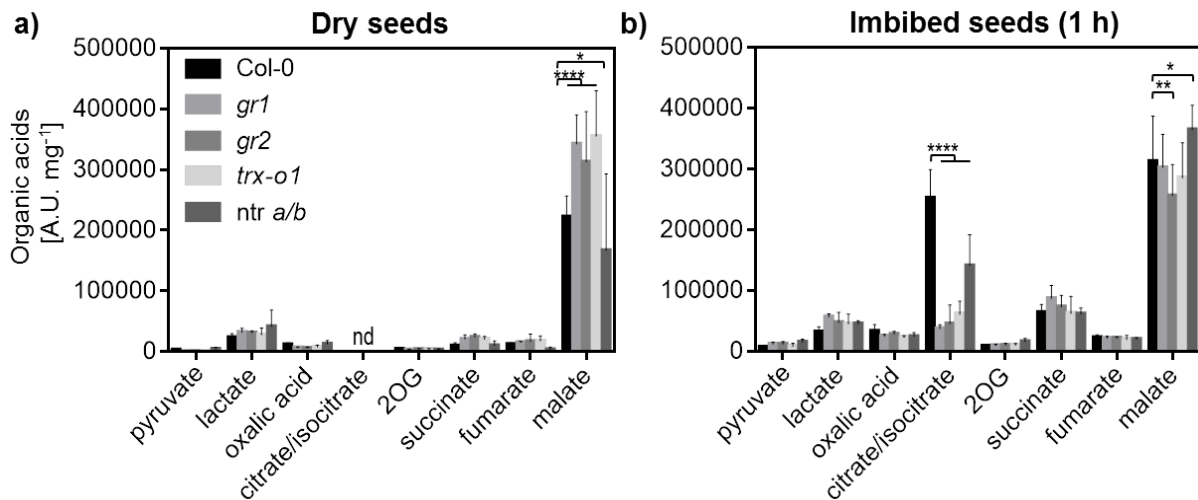 a) Dry seeds
Organic acids
[A.U. mg⁻¹]
500000
400000
300000
200000
100000
0
Col-0
gr1
gr2
trx-o1
ntr a/b
nd
****
*
pyruvate
lactate
oxalic acid
citrate/isocitrate
2OG
succinate
fumarate
malate
b) Imbibed seeds (1 h)
500000
400000
300000
200000
100000
0
****
**
*
pyruvate
lactate
oxalic acid
citrate/isocitrate
2OG
succinate
fumarate
malate